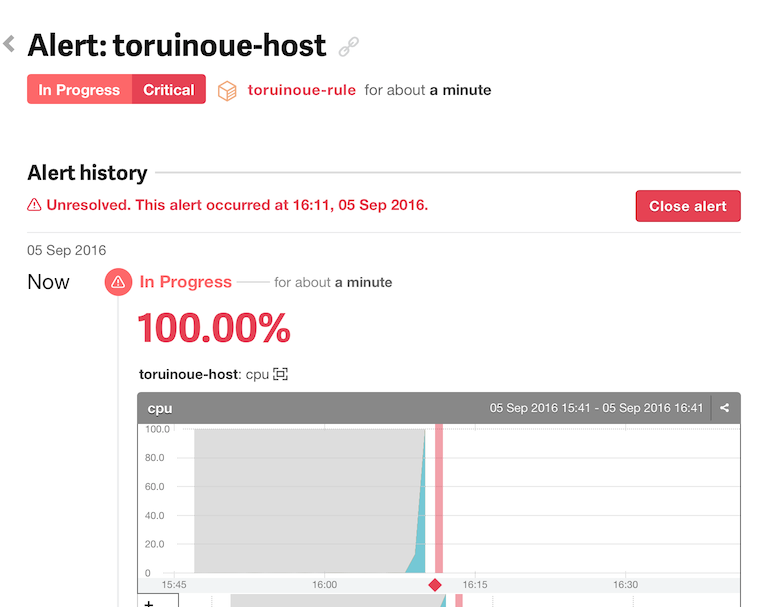 Alert: toruinoue-host
In Progress Critical toruinoue-rule for about a minute
Alert history
Unresolved. This alert occurred at 16:11, 05 Sep 2016.
Close alert
05 Sep 2016
Now In Progress for about a minute
100.00%
toruinoue-host: cpu
cpu 05 Sep 2016 15:41 - 05 Sep 2016 16:41
100.0
80.0
60.0
40.0
20.0
0
15:45 16:00 16:15 16:30
+